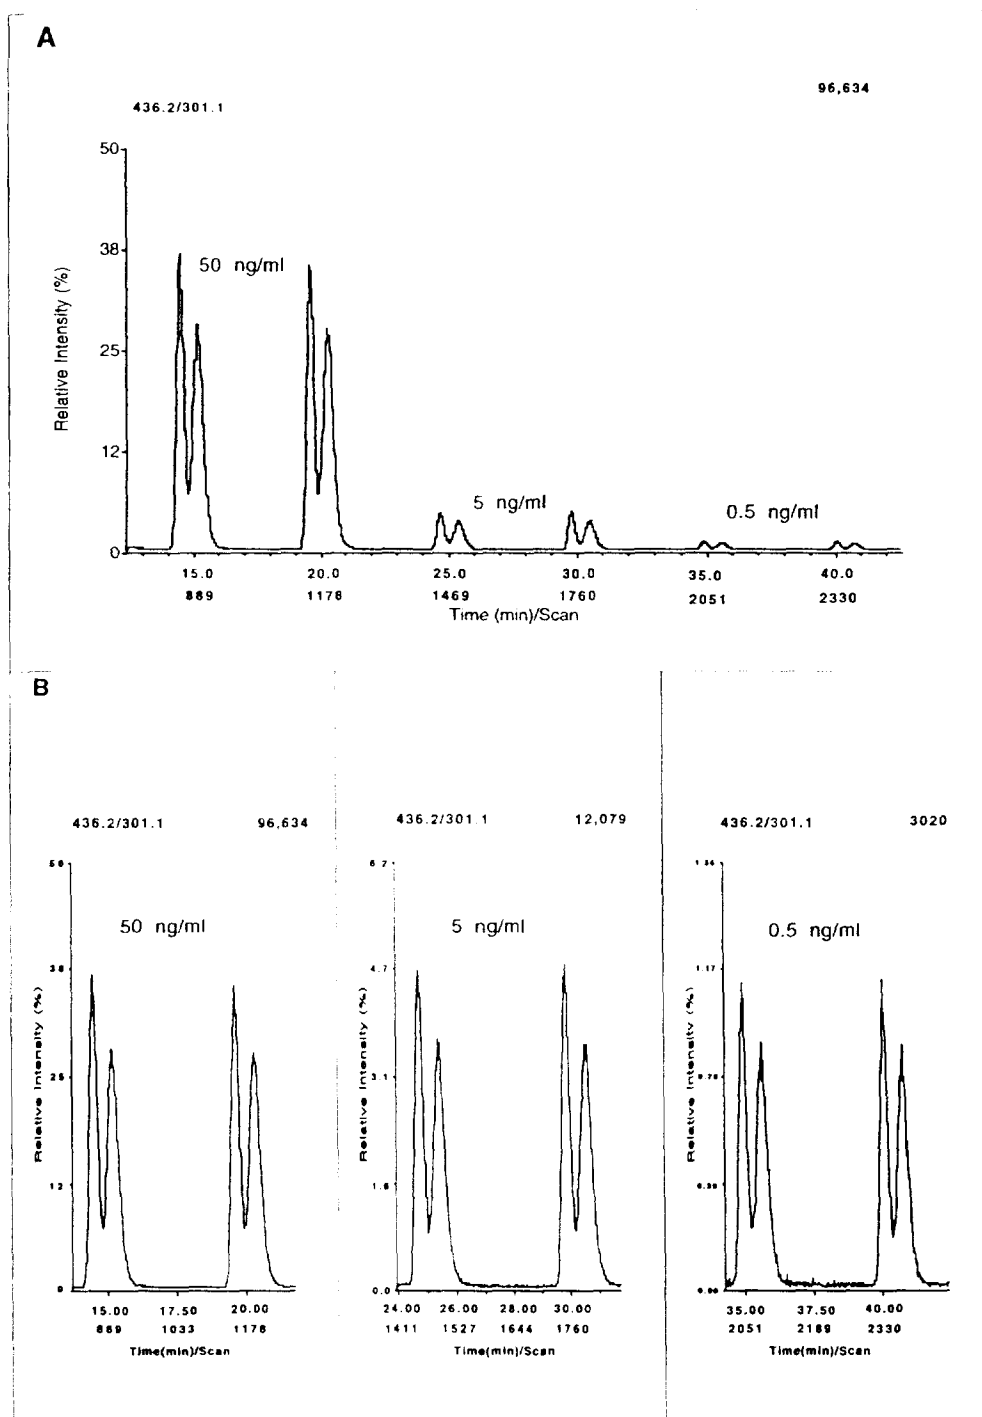 A
96,634
436.2/301.1
50
38
25
12
0
Relative Intensity (%)
50 ng/ml
5 ng/ml
0.5 ng/ml
15.0 20.0 25.0 30.0 35.0 40.0
889 1178 1469 1760 2051 2330
Time (min)/Scan
B
436.2/301.1 96,634
50
38
25
12
0
Relative Intensity (%)
50 ng/ml
15.00 17.50 20.00
889 1033 1178
Time(min)/Scan
436.2/301.1 12,079
6.2
4.7
3.1
1.6
0.0
Relative Intensity (%)
5 ng/ml
24.00 26.00 28.00 30.00
1411 1527 1644 1760
Time(min)/Scan
436.2/301.1 3020
1.17
Relative Intensity (%)
0.5 ng/ml
35.00 37.50 40.00
2051 2189 2330
Time(min)/Scan